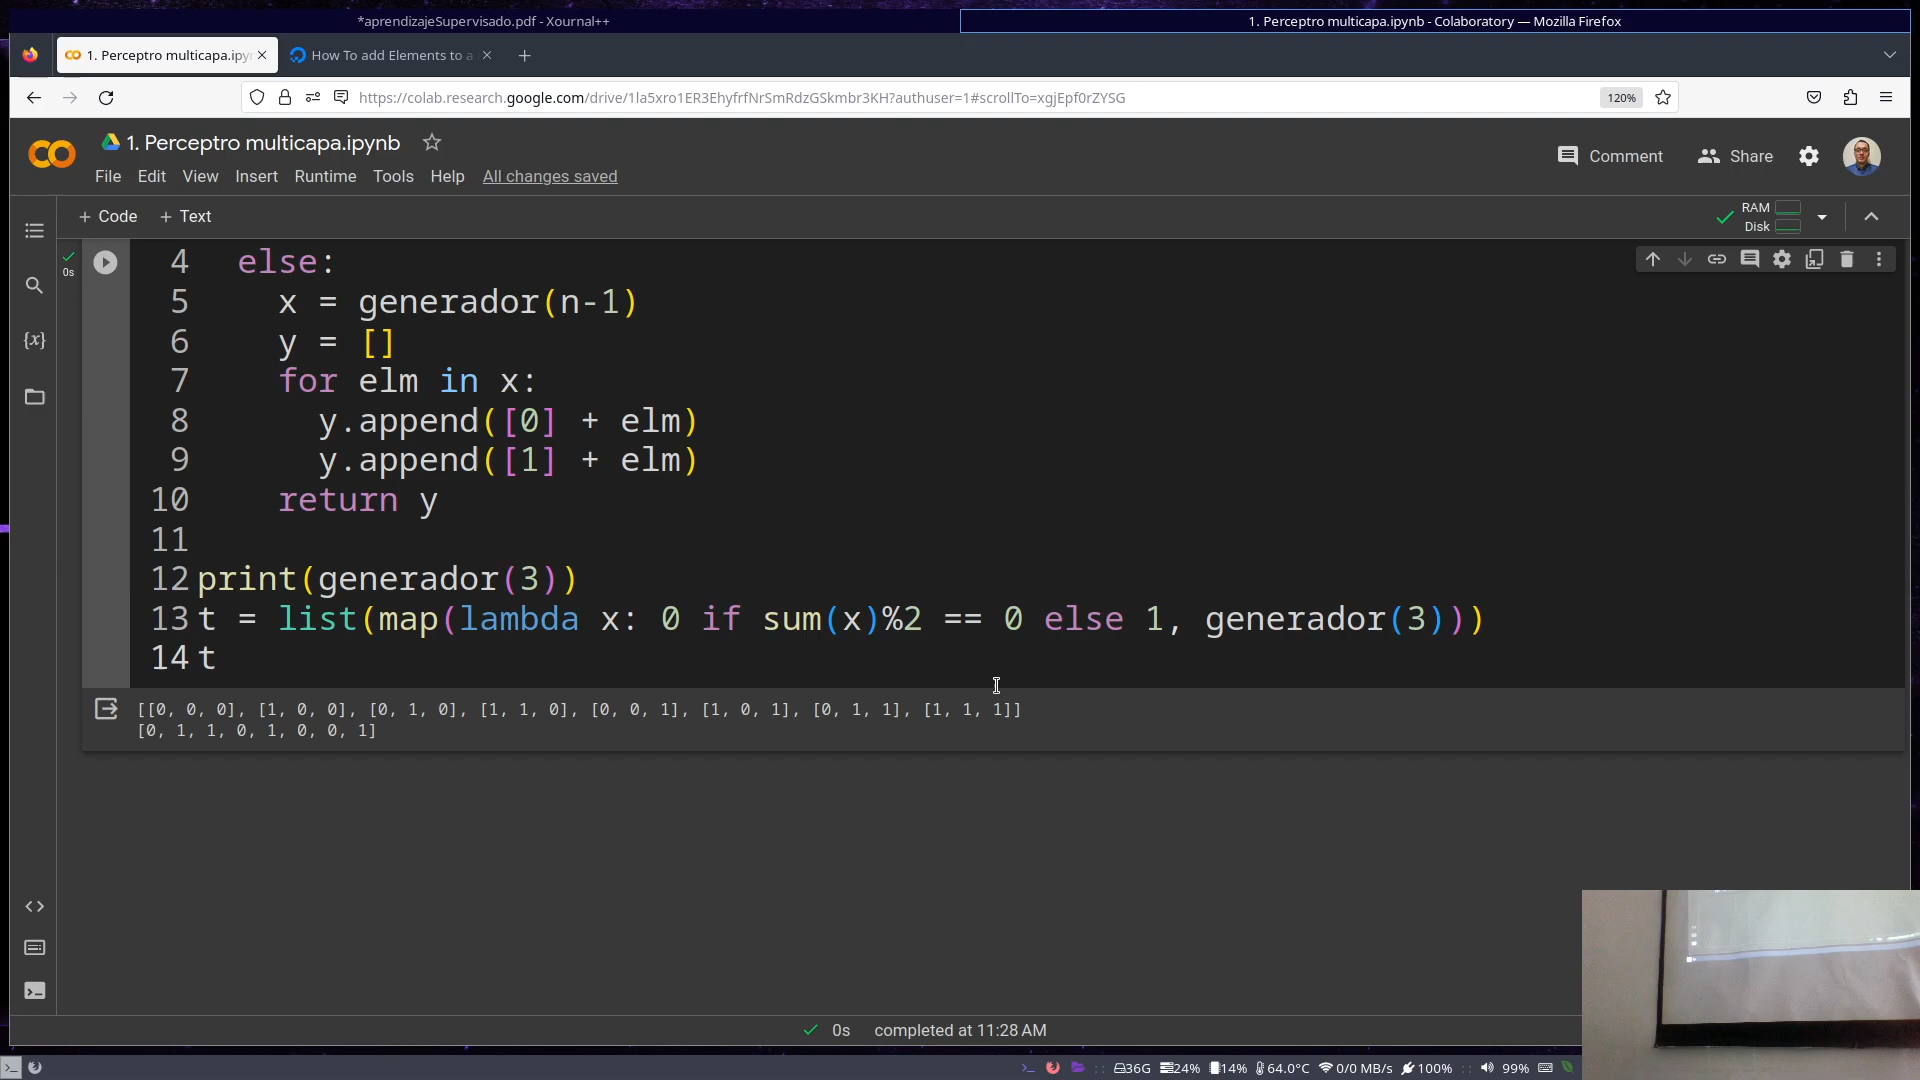 *aprendizajeSupervisado.pdf - Xournal++
1. Perceptro multicapa.ipynb - Colaboratory — Mozilla Firefox
1. Perceptro multicapa.ipy
How To add Elements to a
https://colab.research.google.com/drive/1la5xro1ER3EhyfrfNrSmRdzGSkmbr3KH?authuser=1#scrollTo=xgjEpf0rZYSG
120%
1. Perceptro multicapa.ipynb
Comment
Share
File Edit View Insert Runtime Tools Help All changes saved
+ Code + Text
RAM
Disk
0s
4 else:
5 x = generador(n-1)
6 y = []
7 for elm in x:
8 y.append([0] + elm)
9 y.append([1] + elm)
10 return y
11
12 print(generador(3))
13 t = list(map(lambda x: 0 if sum(x)%2 == 0 else 1, generador(3)))
14 t
{x}
[[0, 0, 0], [1, 0, 0], [0, 1, 0], [1, 1, 0], [0, 0, 1], [1, 0, 1], [0, 1, 1], [1, 1, 1]]
[0, 1, 1, 0, 1, 0, 0, 1]
0s completed at 11:28 AM
36G 24% 14% 64.0°C 0/0 MB/s 100% 99%